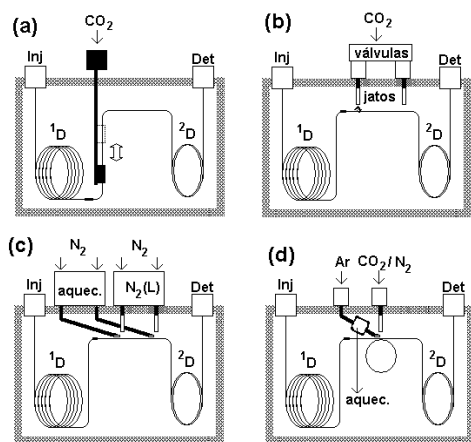 (a)
CO2
Inj
Det
1D
2D
(b)
CO2
válvulas
Inj
Det
jatos
1D
2D
(c)
N2 N2
Inj
aquec.
N2(L)
Det
1D
2D
(d)
Ar CO2/N2
Inj
Det
1D
2D
aquec.